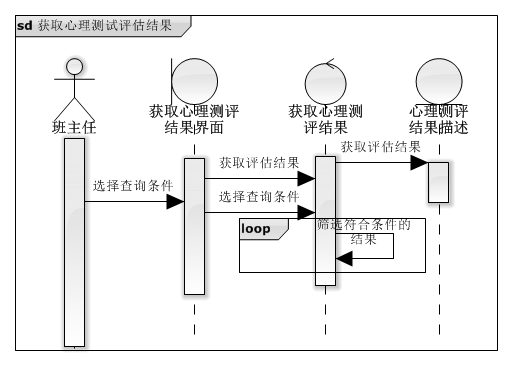 sd 获取心理测试评估结果
班主任
获取心理测评
结果界面
获取心理测
评结果
心理测评
结果描述
获取评估结果
获取评估结果
选择查询条件
选择查询条件
loop
筛选符合条件的
结果